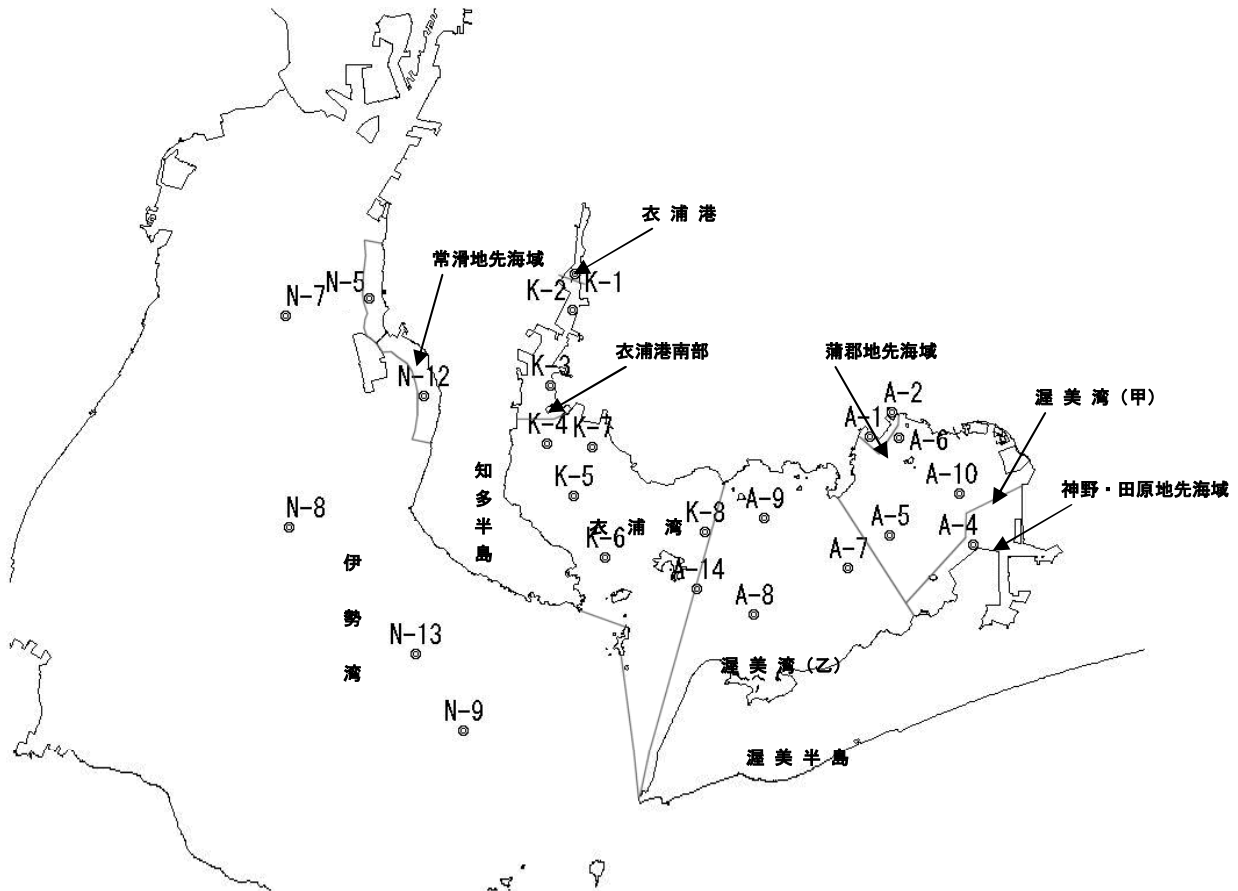 衣 浦 港
常滑地先海域
N-5
N-7
K-2
K-1
衣浦港南部
蒲郡地先海域
N-12
K-3
A-2
渥 美 湾 (甲)
A-1
K-4
K-7
A-6
知多半島
A-10
神野・田原地先海域
K-5
A-9
N-8
K-8
衣 浦 湾
A-5
A-4
K-6
A-7
伊勢湾
A-14
A-8
N-13
渥 美 湾 (乙)
N-9
渥 美 半 島